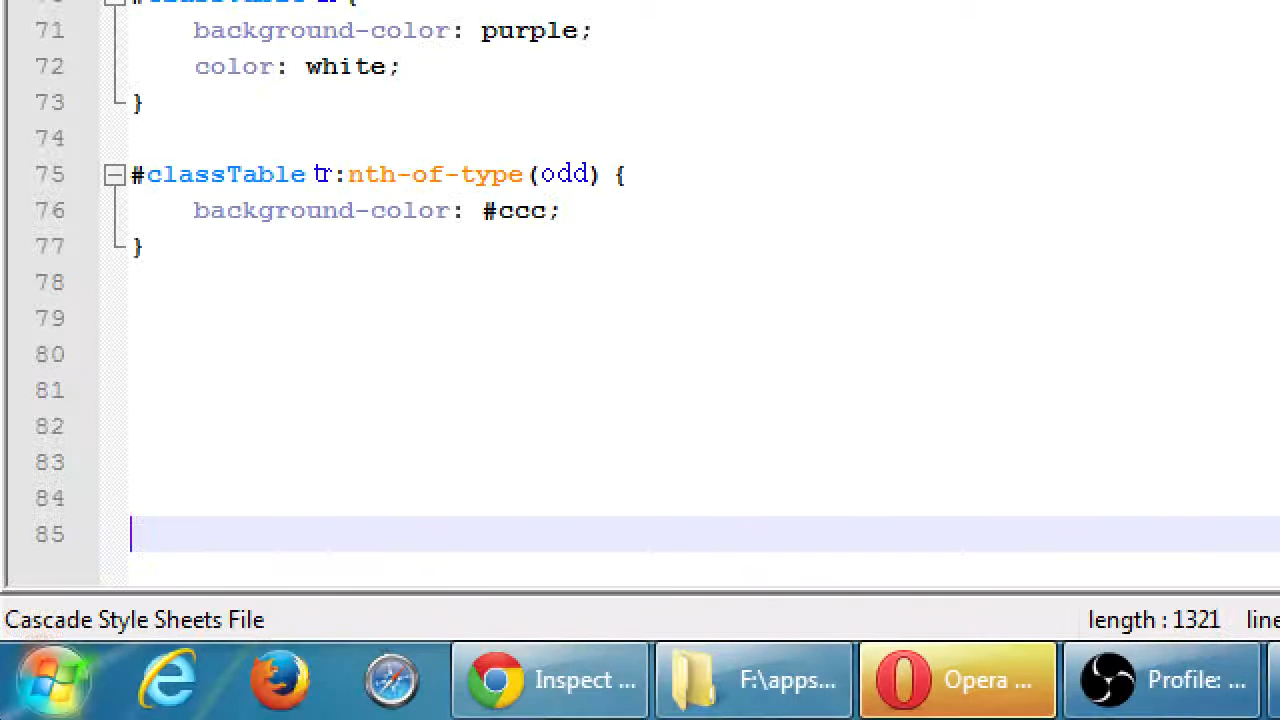 71 background-color: purple;
72 color: white;
73 }
74
75 #classTable tr:nth-of-type(odd) {
76 background-color: #ccc;
77 }
78
79
80
81
82
83
84
85
Cascade Style Sheets File length : 1321 line
Inspect ... F:\apps... Opera ... Profile: ...